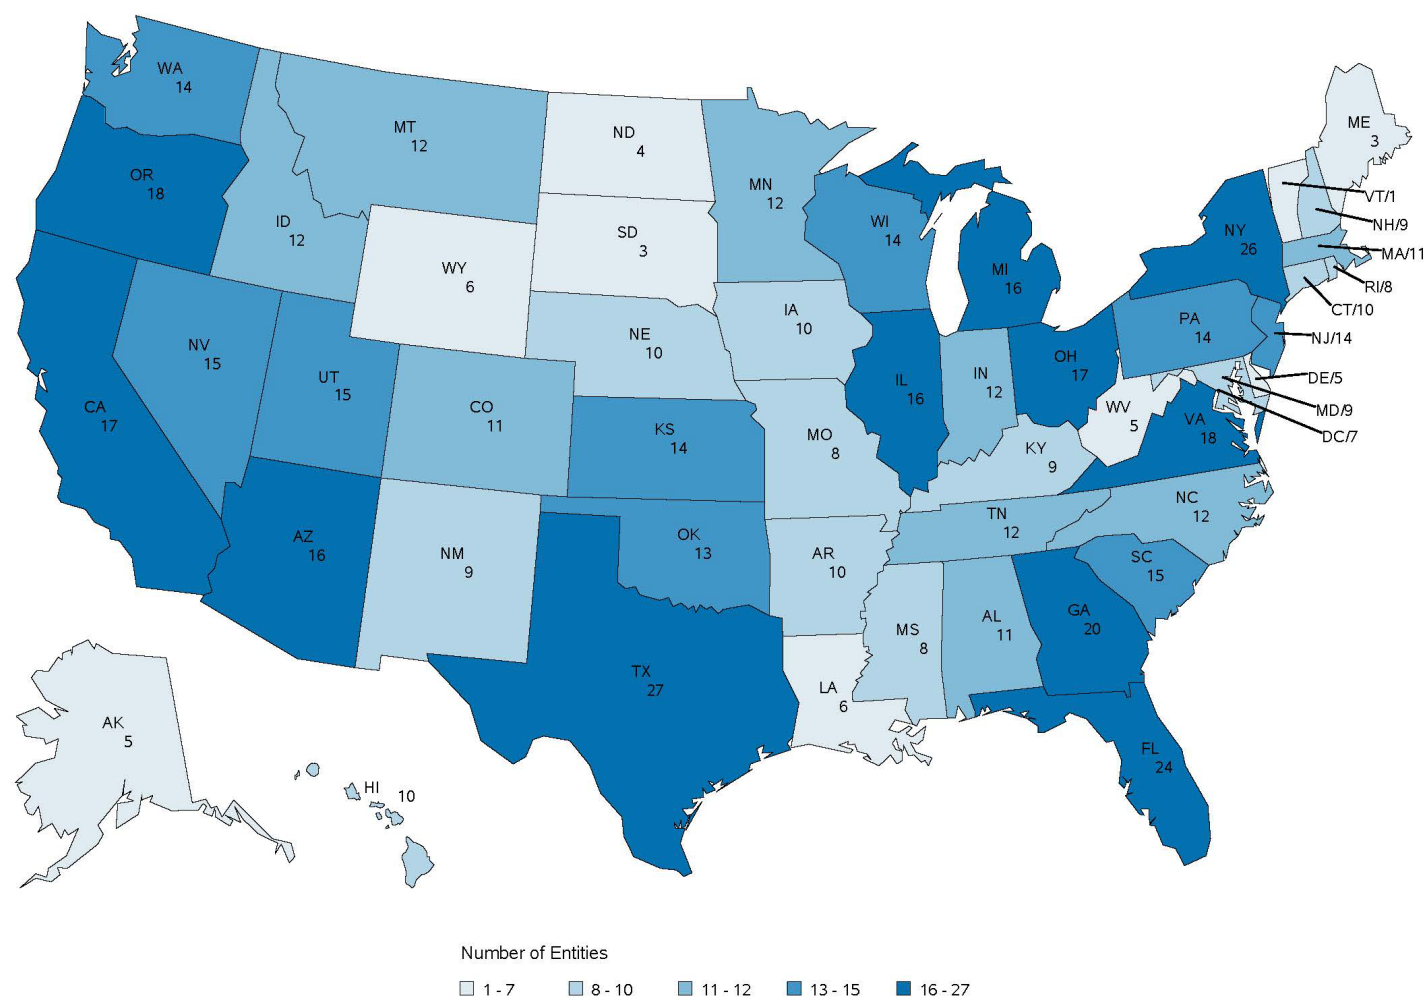 WA
14
MT
12
ND
4
ME
3
OR
18
MN
12
VT/1
ID
12
SD
3
WI
14
NY
26
NH/9
MA/11
WY
6
MI
16
RI/8
CT/10
NV
15
NE
10
IA
10
PA
14
NJ/14
UT
15
CO
11
IL
16
IN
12
OH
17
DE/5
CA
17
KS
14
MO
8
WV
5
VA
18
MD/9
DC/7
KY
9
AZ
16
NM
9
OK
13
AR
10
TN
12
NC
12
SC
15
MS
8
AL
11
GA
20
TX
27
LA
6
AK
5
FL
24
HI
10
Number of Entities
1 - 7 8 - 10 11 - 12 13 - 15 16 - 27